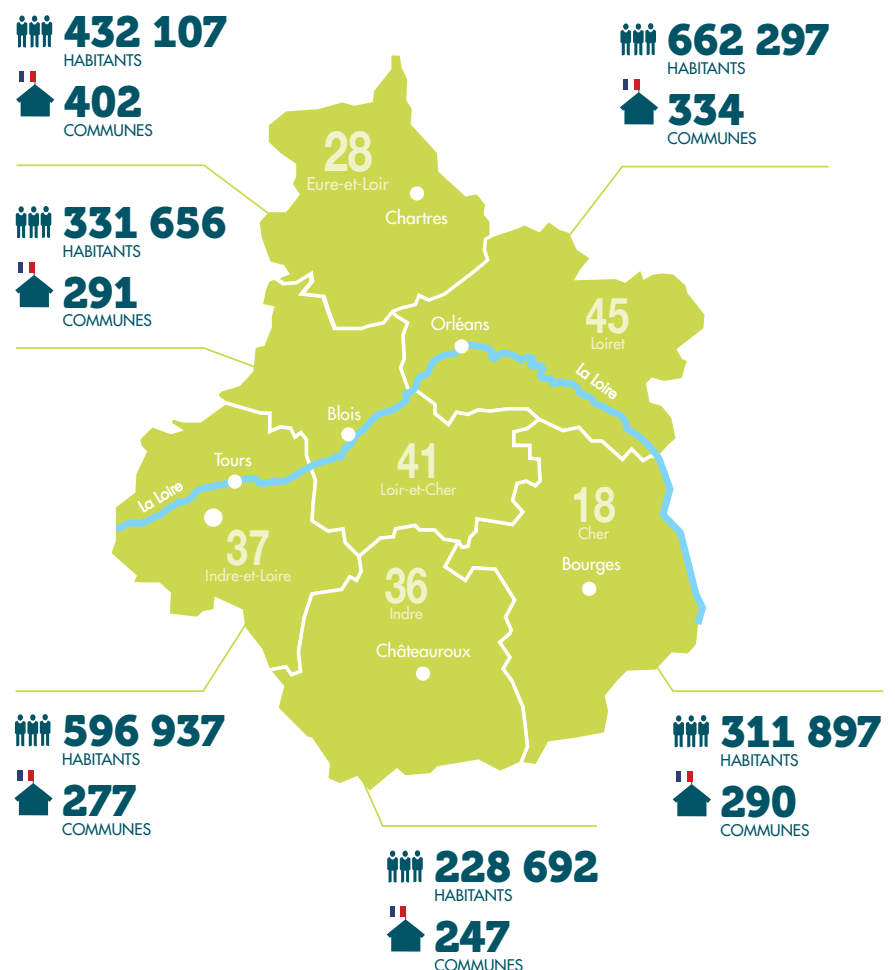 432 107
HABITANTS
402
COMMUNES
662 297
HABITANTS
334
COMMUNES
28
Eure-et-Loir
Chartres
331 656
HABITANTS
291
COMMUNES
Orléans
45
Loiret
La Loire
Blois
Tours
41
Loir-et-Cher
La Loire
18
Cher
37
Indre-et-Loire
Bourges
36
Indre
Châteauroux
596 937
HABITANTS
277
COMMUNES
311 897
HABITANTS
290
COMMUNES
228 692
HABITANTS
247
COMMUNES